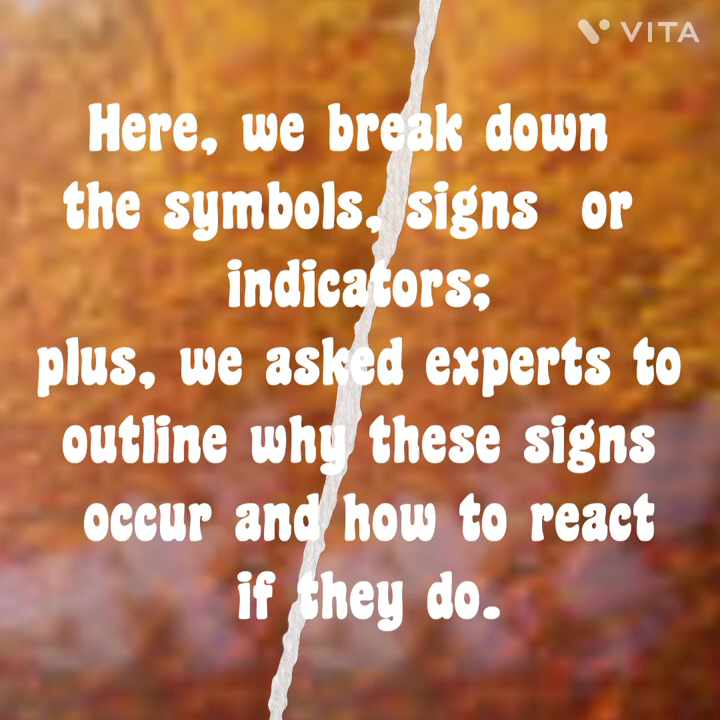 VITA
Here, we break down
the symbols, signs or
indicators;
plus, we asked experts to
outline why these signs
occur and how to react
if they do.